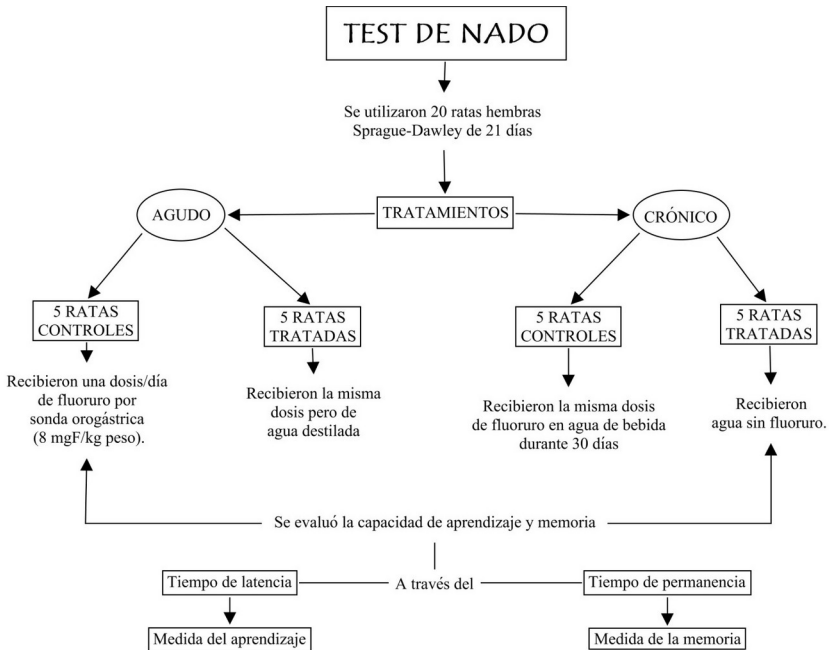 TEST DE NADO
Se utilizaron 20 ratas hembras
Sprague-Dawley de 21 días
AGUDO
TRATAMIENTOS
CRÓNICO
5 RATAS
CONTROLES
5 RATAS
TRATADAS
5 RATAS
CONTROLES
5 RATAS
TRATADAS
Recibieron una dosis/día
de fluoruro por
sonda orogástrica
(8 mgF/kg peso).
Recibieron la misma
dosis pero de
agua destilada
Recibieron la misma dosis
de fluoruro en agua de bebida
durante 30 días
Recibieron
agua sin fluoruro.
Se evaluó la capacidad de aprendizaje y memoria
Tiempo de latencia
A través del
Tiempo de permanencia
Medida del aprendizaje
Medida de la memoria